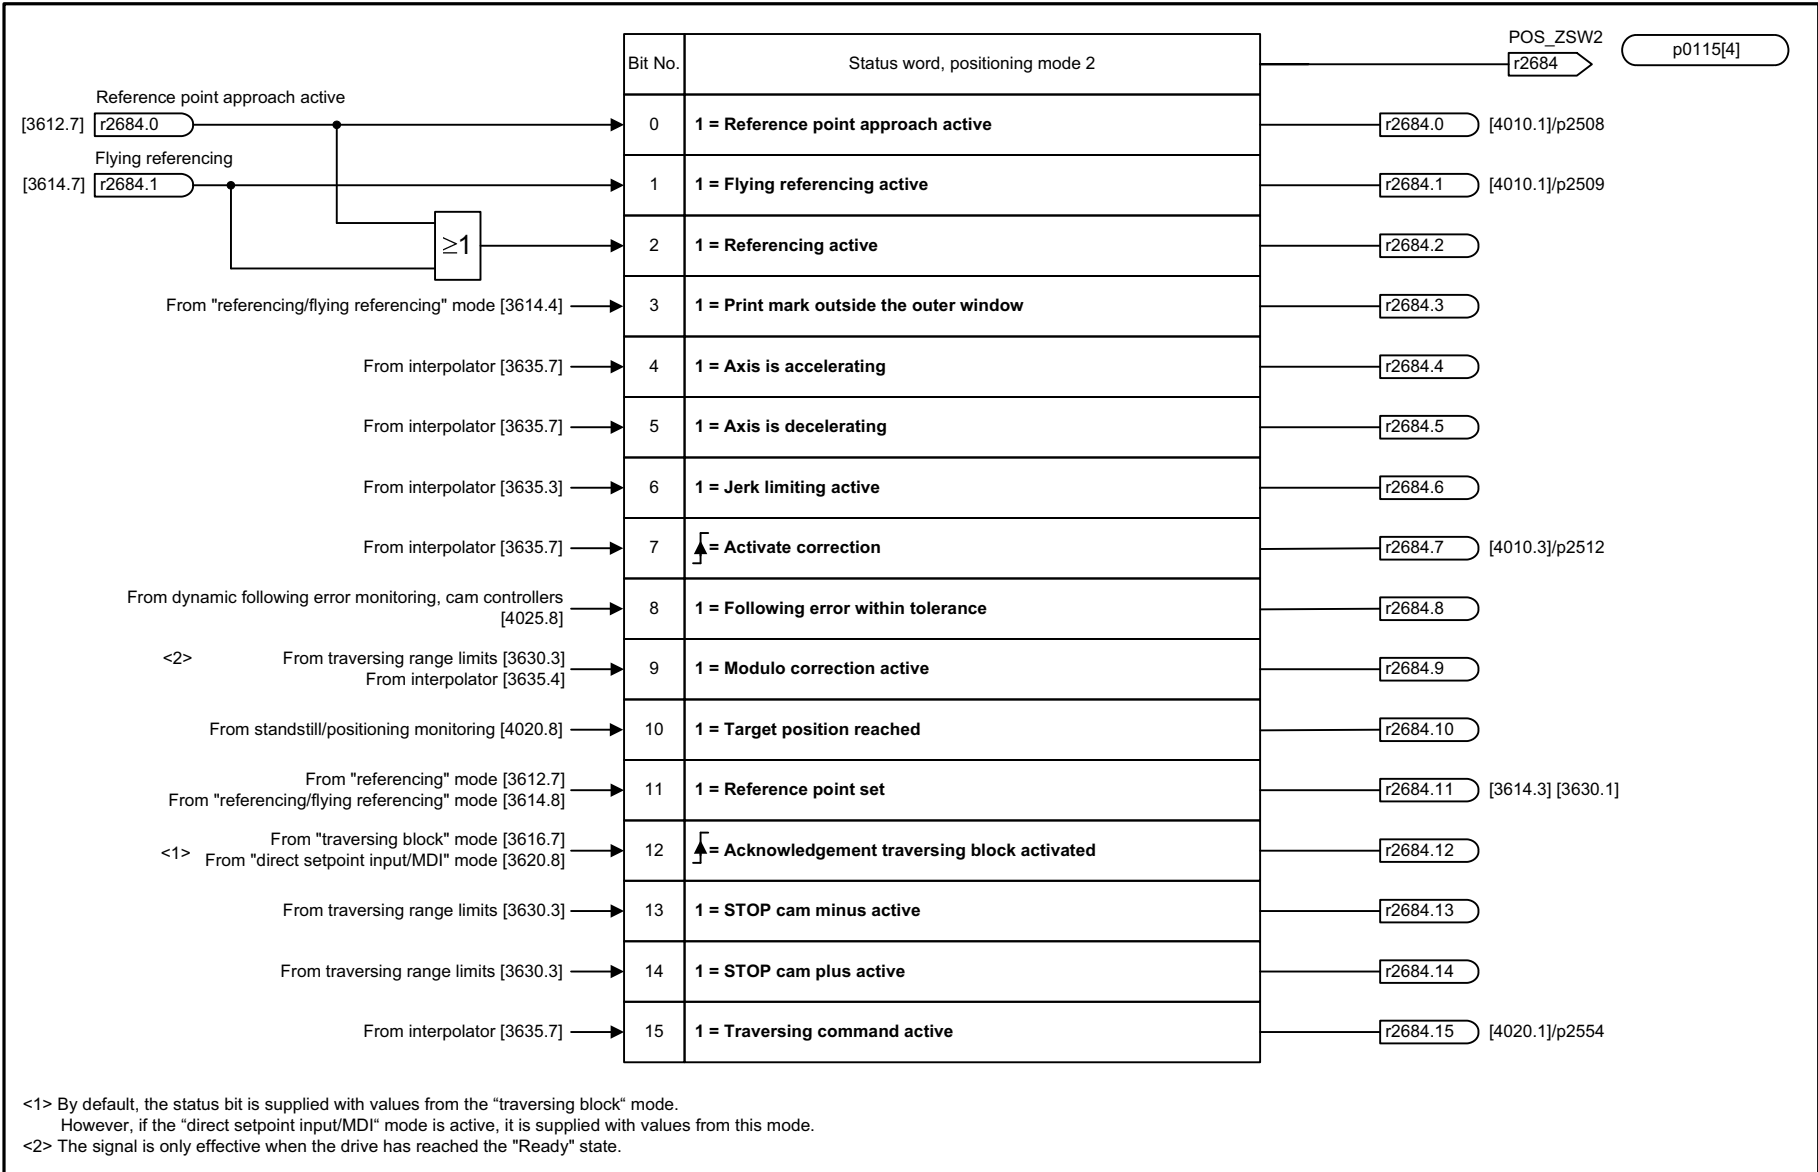 POS_ZSW2
Bit No. Status word, positioning mode 2 r2684 p0115[4]
Reference point approach active
[3612.7] r2684.0 0 1 = Reference point approach active r2684.0 [4010.1]/p2508
Flying referencing
[3614.7] r2684.1 1 1 = Flying referencing active r2684.1 [4010.1]/p2509
≥1 2 1 = Referencing active r2684.2
From "referencing/flying referencing" mode [3614.4] 3 1 = Print mark outside the outer window r2684.3
From interpolator [3635.7] 4 1 = Axis is accelerating r2684.4
From interpolator [3635.7] 5 1 = Axis is decelerating r2684.5
From interpolator [3635.3] 6 1 = Jerk limiting active r2684.6
From interpolator [3635.7] 7 = Activate correction r2684.7 [4010.3]/p2512
From dynamic following error monitoring, cam controllers
[4025.8] 8 1 = Following error within tolerance r2684.8
<2> From traversing range limits [3630.3]
From interpolator [3635.4] 9 1 = Modulo correction active r2684.9
From standstill/positioning monitoring [4020.8] 10 1 = Target position reached r2684.10
From "referencing" mode [3612.7]
From "referencing/flying referencing" mode [3614.8] 11 1 = Reference point set r2684.11 [3614.3] [3630.1]
From "traversing block" mode [3616.7]
<1> From "direct setpoint input/MDI" mode [3620.8] 12 = Acknowledgement traversing block activated r2684.12
From traversing range limits [3630.3] 13 1 = STOP cam minus active r2684.13
From traversing range limits [3630.3] 14 1 = STOP cam plus active r2684.14
From interpolator [3635.7] 15 1 = Traversing command active r2684.15 [4020.1]/p2554
<1> By default, the status bit is supplied with values from the “traversing block“ mode.
However, if the “direct setpoint input/MDI“ mode is active, it is supplied with values from this mode.
<2> The signal is only effective when the drive has reached the "Ready" state.